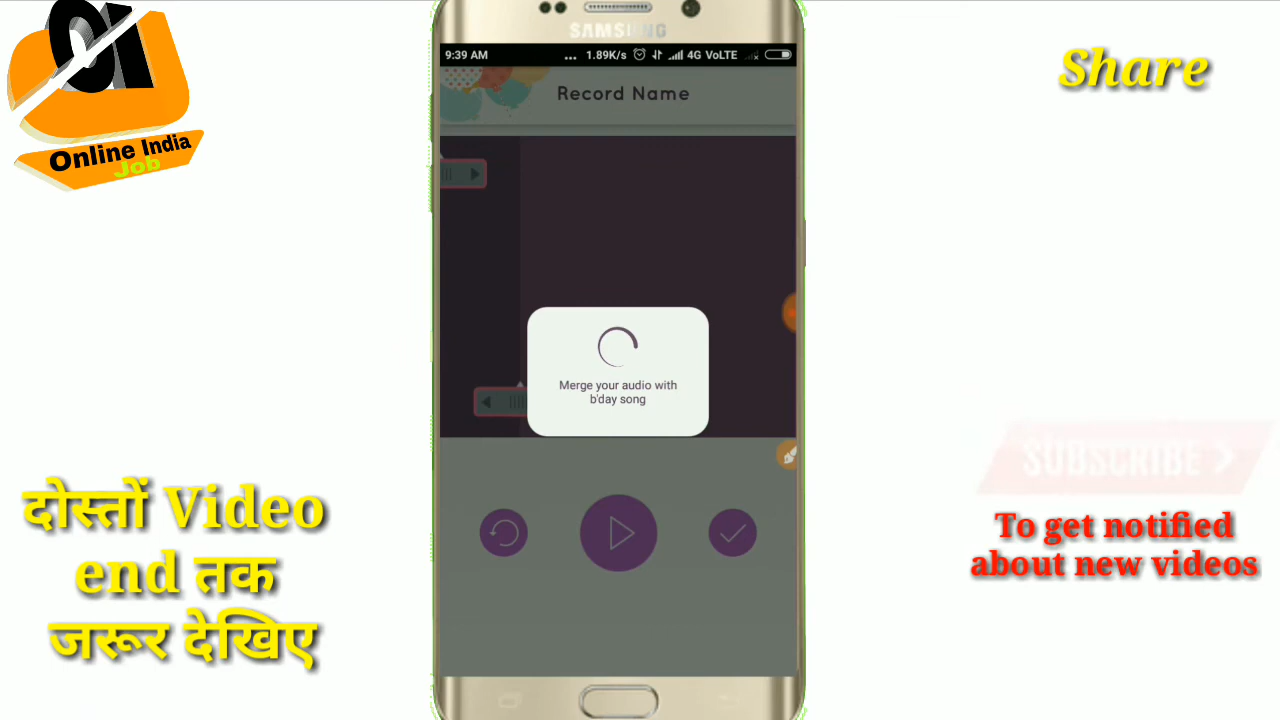 OI
Online India
Job
SAMSUNG
9:39 AM
... 1.89K/s 4G VoLTE
Record Name
Merge your audio with
b'day song
Share
SUBSCRIBE
To get notified
about new videos
दोस्तों Video
end तक
जरूर देखिए